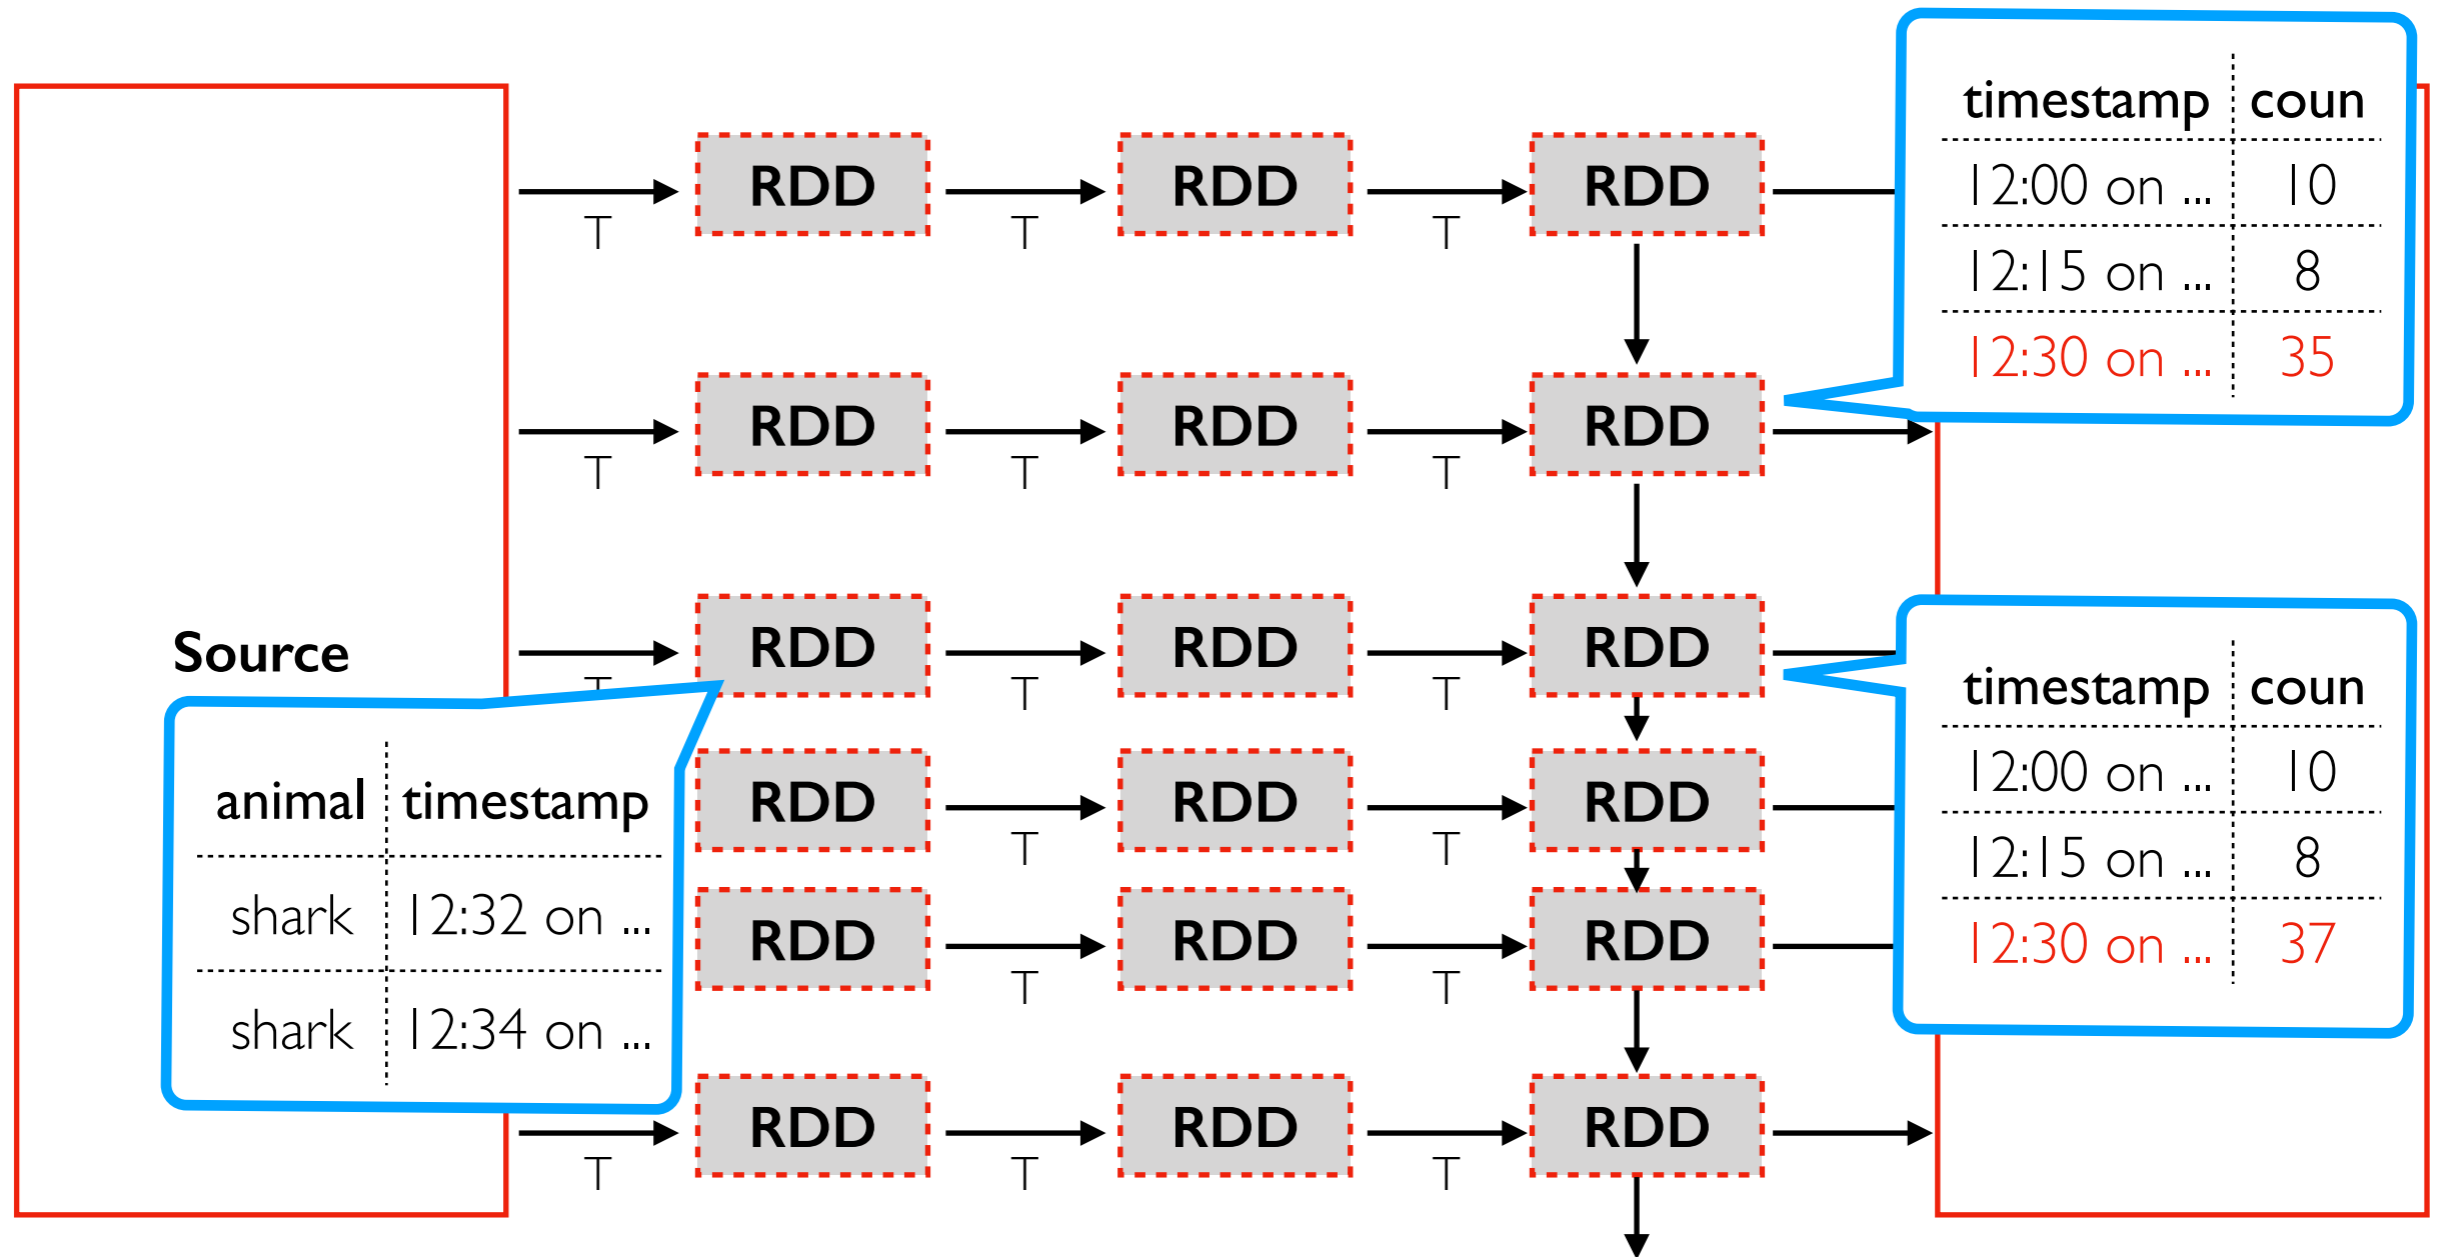 timestamp coun
12:00 on ... 10
12:15 on ... 8
12:30 on ... 35
RDD RDD RDD
T T T
RDD RDD RDD
T T T
Source
RDD RDD RDD
T T T
timestamp coun
12:00 on ... 10
12:15 on ... 8
12:30 on ... 37
animal timestamp
shark 12:32 on ...
shark 12:34 on ...
RDD RDD RDD
T T
RDD RDD RDD
T T
RDD RDD RDD
T T T